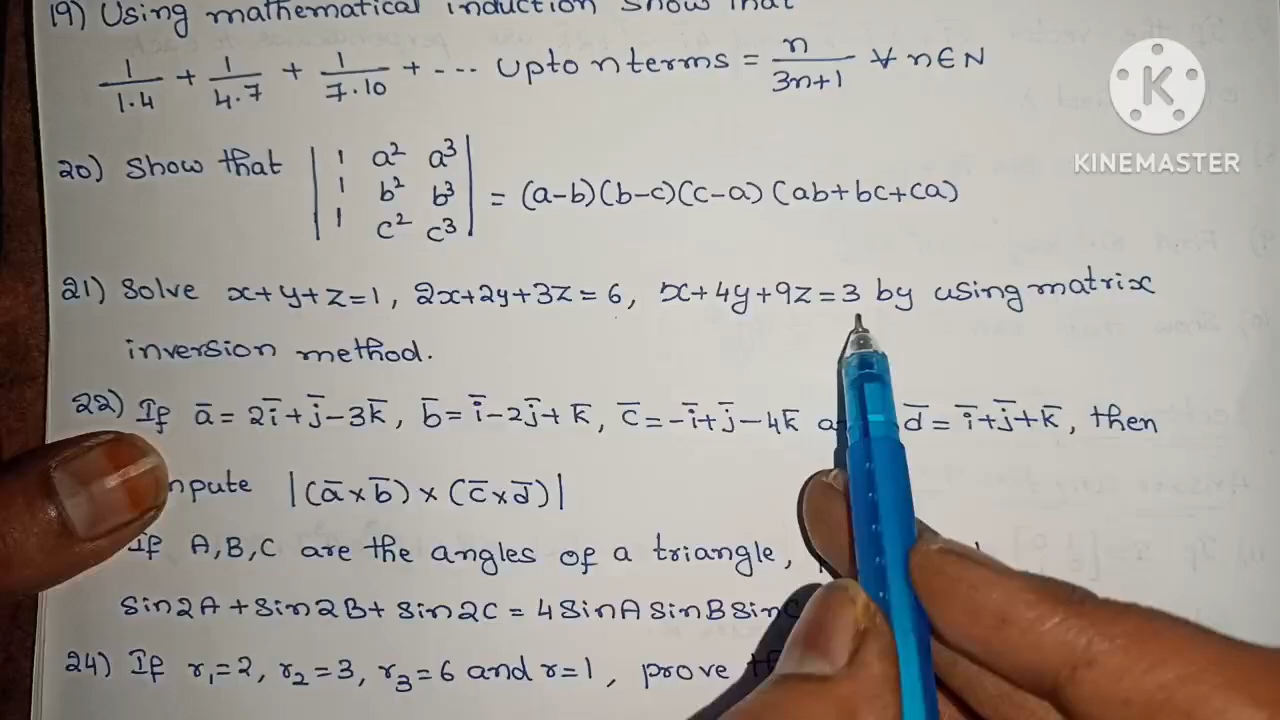 19) Using mathematical induction show that
1/1.4 + 1/4.7 + 1/7.10 + --- upto n terms = n/3n+1 ∀ n∈N
KINEMASTER
20) Show that | 1 a² a³ |
| 1 b² b³ | = (a-b)(b-c)(c-a)(ab+bc+ca)
| 1 c² c³ |
21) Solve x+y+z=1, 2x+2y+3z=6, x+4y+9z=3 by using matrix
inversion method.
22) If ā = 2ī+j̄-3k̄, b̄ = ī-2j̄+k̄, c̄ = -ī+j̄-4k̄ d̄ = ī+j̄+k̄, then
|(ā×b̄)×(c̄×d̄)|
If A,B,C are the angles of a triangle,
sin2A + sin2B + sin2C = 4 sinA sinB
24) If r₁=2, r₂=3, r₃=6 and r=1, prove